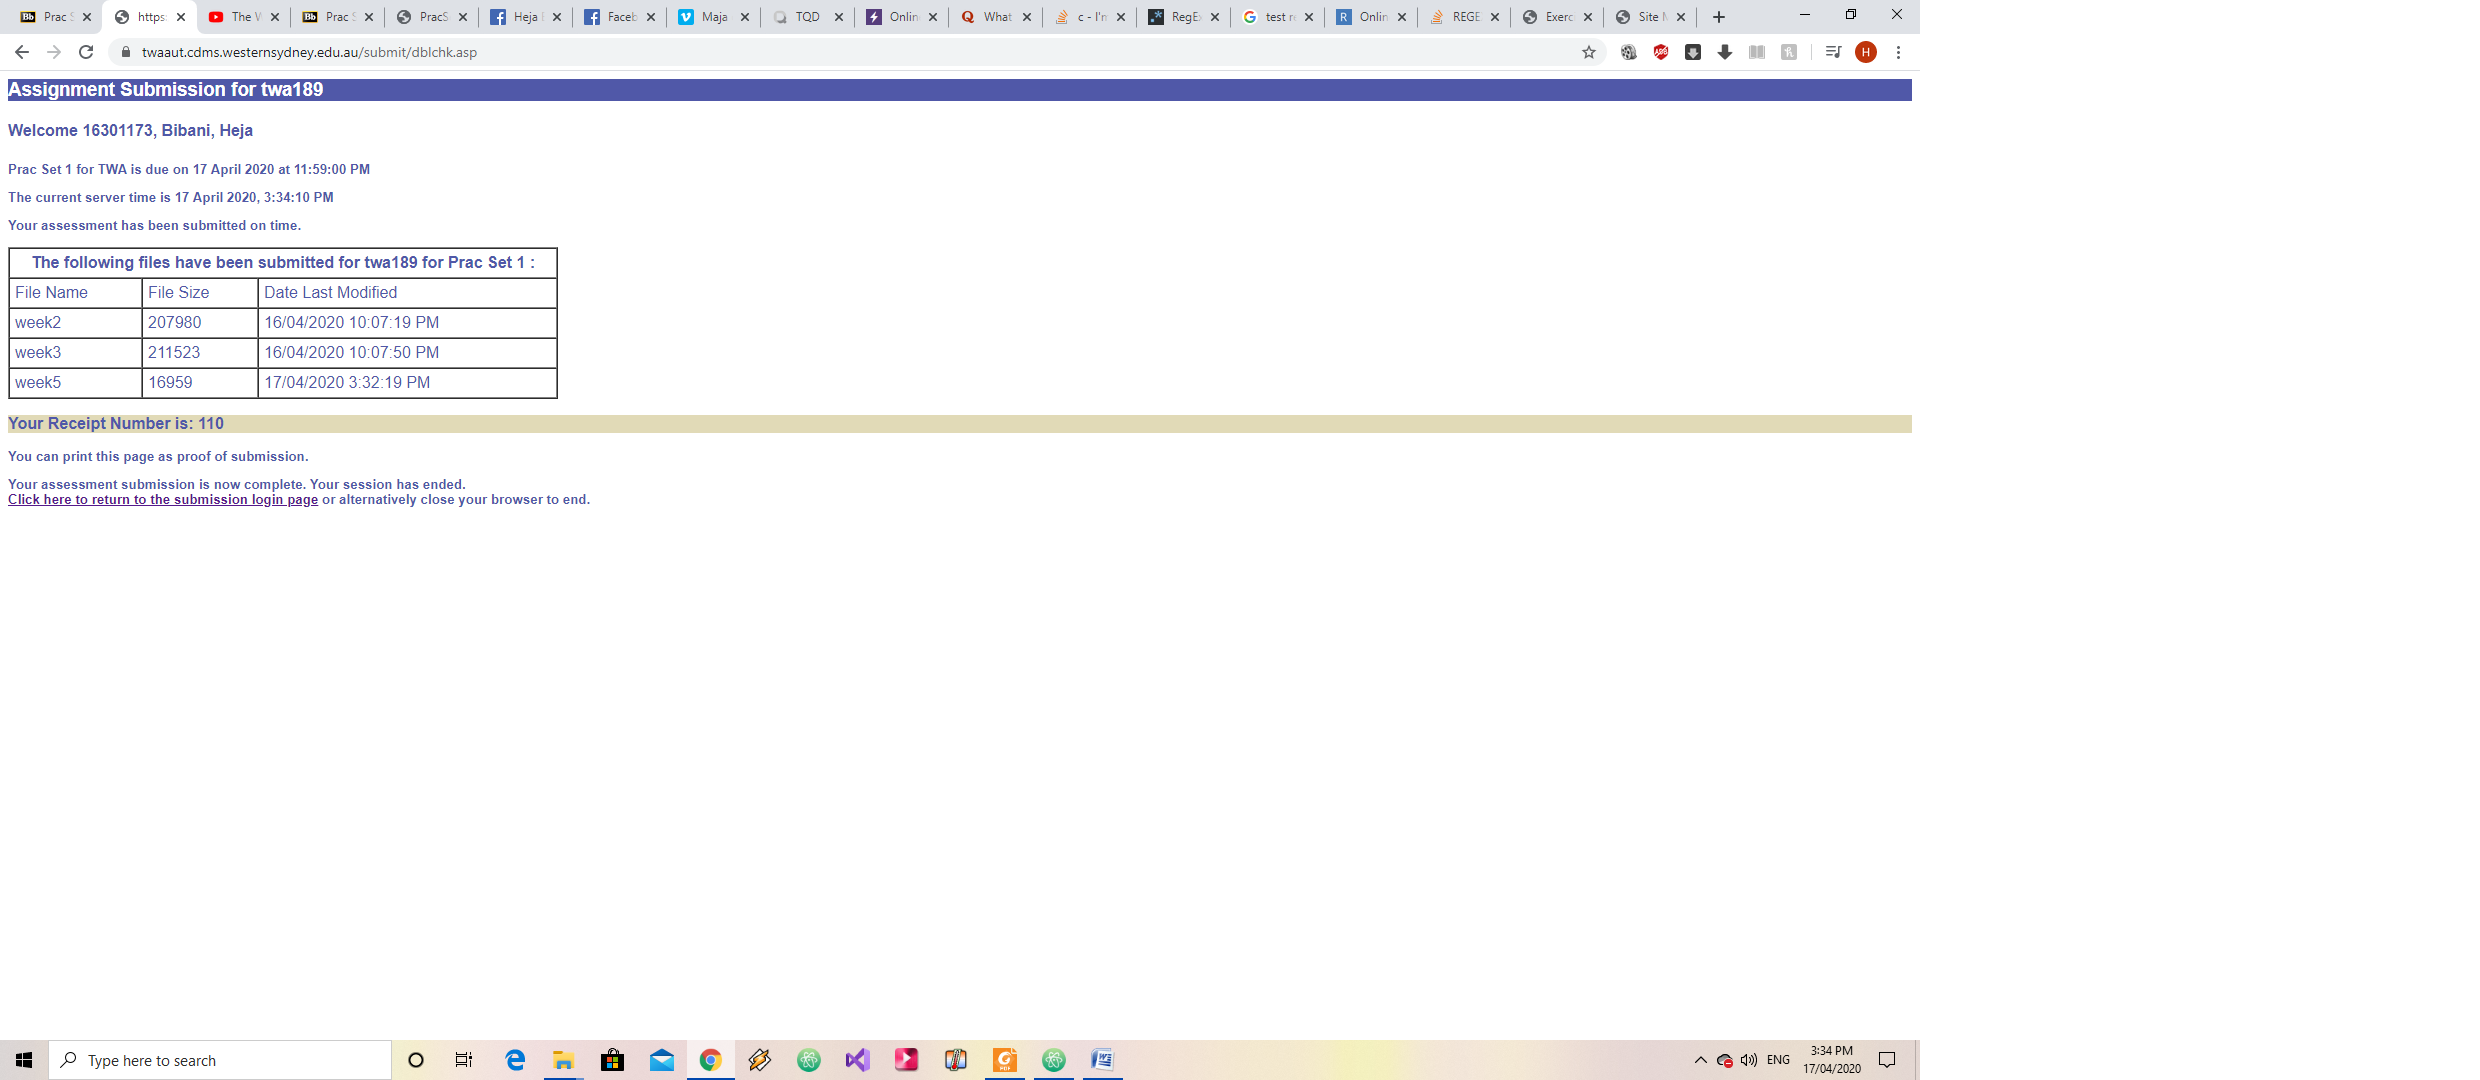 Prac S https: The V Prac S PracS Heja Faceb Maja TQD Onlin What c - I'm RegEx test re Onlin REGE Exerc Site M
twaaut.cdms.westernsydney.edu.au/submit/dblchk.asp
Assignment Submission for twa189
Welcome 16301173, Bibani, Heja
Prac Set 1 for TWA is due on 17 April 2020 at 11:59:00 PM
The current server time is 17 April 2020, 3:34:10 PM
Your assessment has been submitted on time.
The following files have been submitted for twa189 for Prac Set 1 :
File Name File Size Date Last Modified
week2 207980 16/04/2020 10:07:19 PM
week3 211523 16/04/2020 10:07:50 PM
week5 16959 17/04/2020 3:32:19 PM
Your Receipt Number is: 110
You can print this page as proof of submission.
Your assessment submission is now complete. Your session has ended.
Click here to return to the submission login page or alternatively close your browser to end.
Type here to search
ENG
3:34 PM
17/04/2020